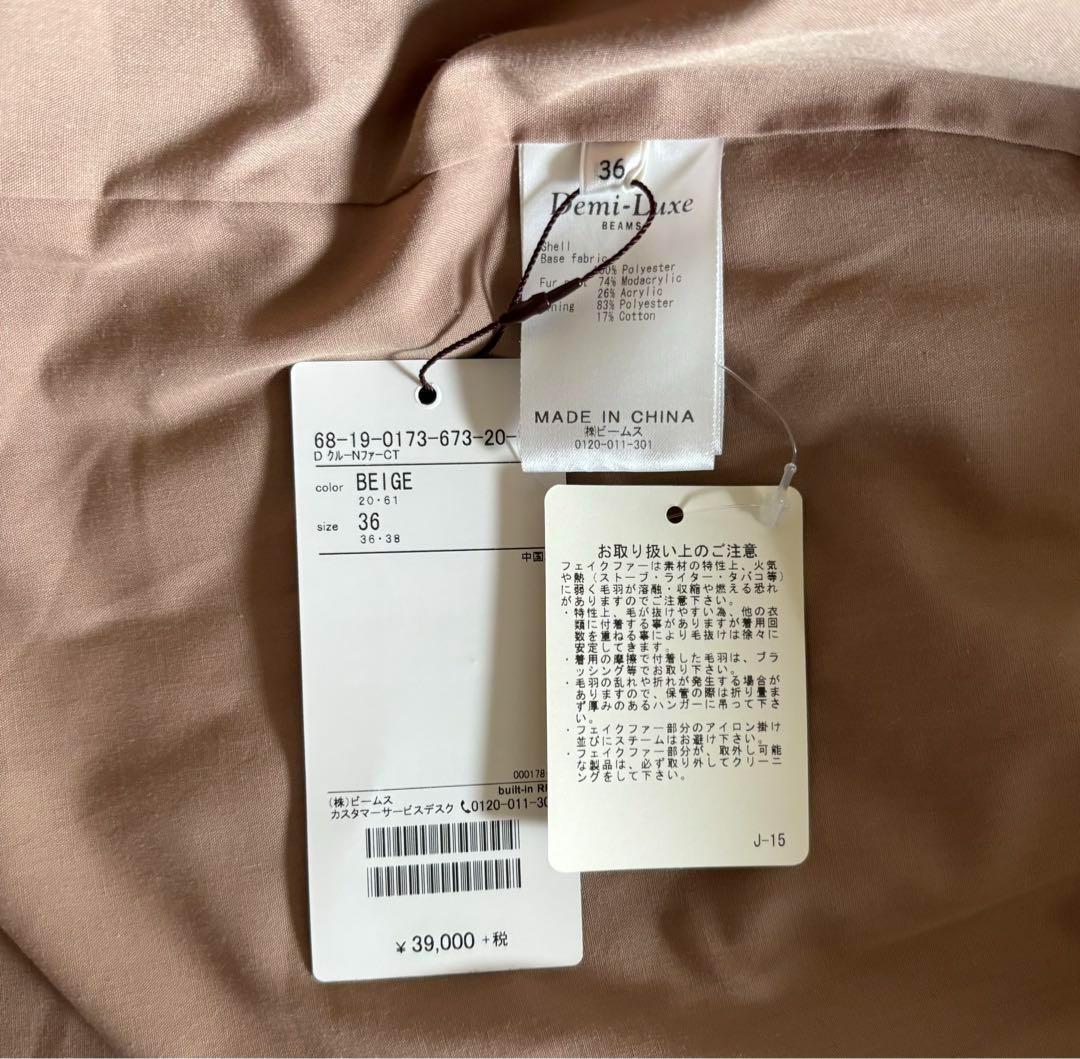 36
Demi-Luxe
BEAMS
Shell
Base fabric
Polyester
Fur 74% Modacrylic
26% Acrylic
83% Polyester
17% Cotton
MADE IN CHINA
㈱ビームス
0120-011-301
68-19-0173-673-20-
D クルーNファーCT
color BEIGE
20・61
size 36
36・38
中国
000178
built-in
(株)ビームス
カスタマーサービスデスク 0120-011-30
¥39,000 +税
お取り扱い上のご注意
フェイクファーは素材の特性上、火気
や熱(ストーブ・ライター・タバコ等)
に弱く毛羽が溶融・収縮や燃える恐れ
がありますのでご注意下さい。
・特性上、毛が抜けやすい為、他の衣
類に付着する事がありますが着用回
数を重ねる事により毛抜けは徐々に
安定してきます。
・着用の摩擦で付着した毛羽は、ブラ
ッシング等でお取り下さい。
・毛羽の乱れや折れが発生する場合が
ありますので、保管の際は折り畳ま
ず厚みのあるハンガーに吊って下さ
い。
・フェイクファー部分のアイロン掛け
並びにスチームはお避け下さい。
・フェイクファー部分が、取外し可能
な製品は、必ず取り外してクリーニ
ングをして下さい。
J-15